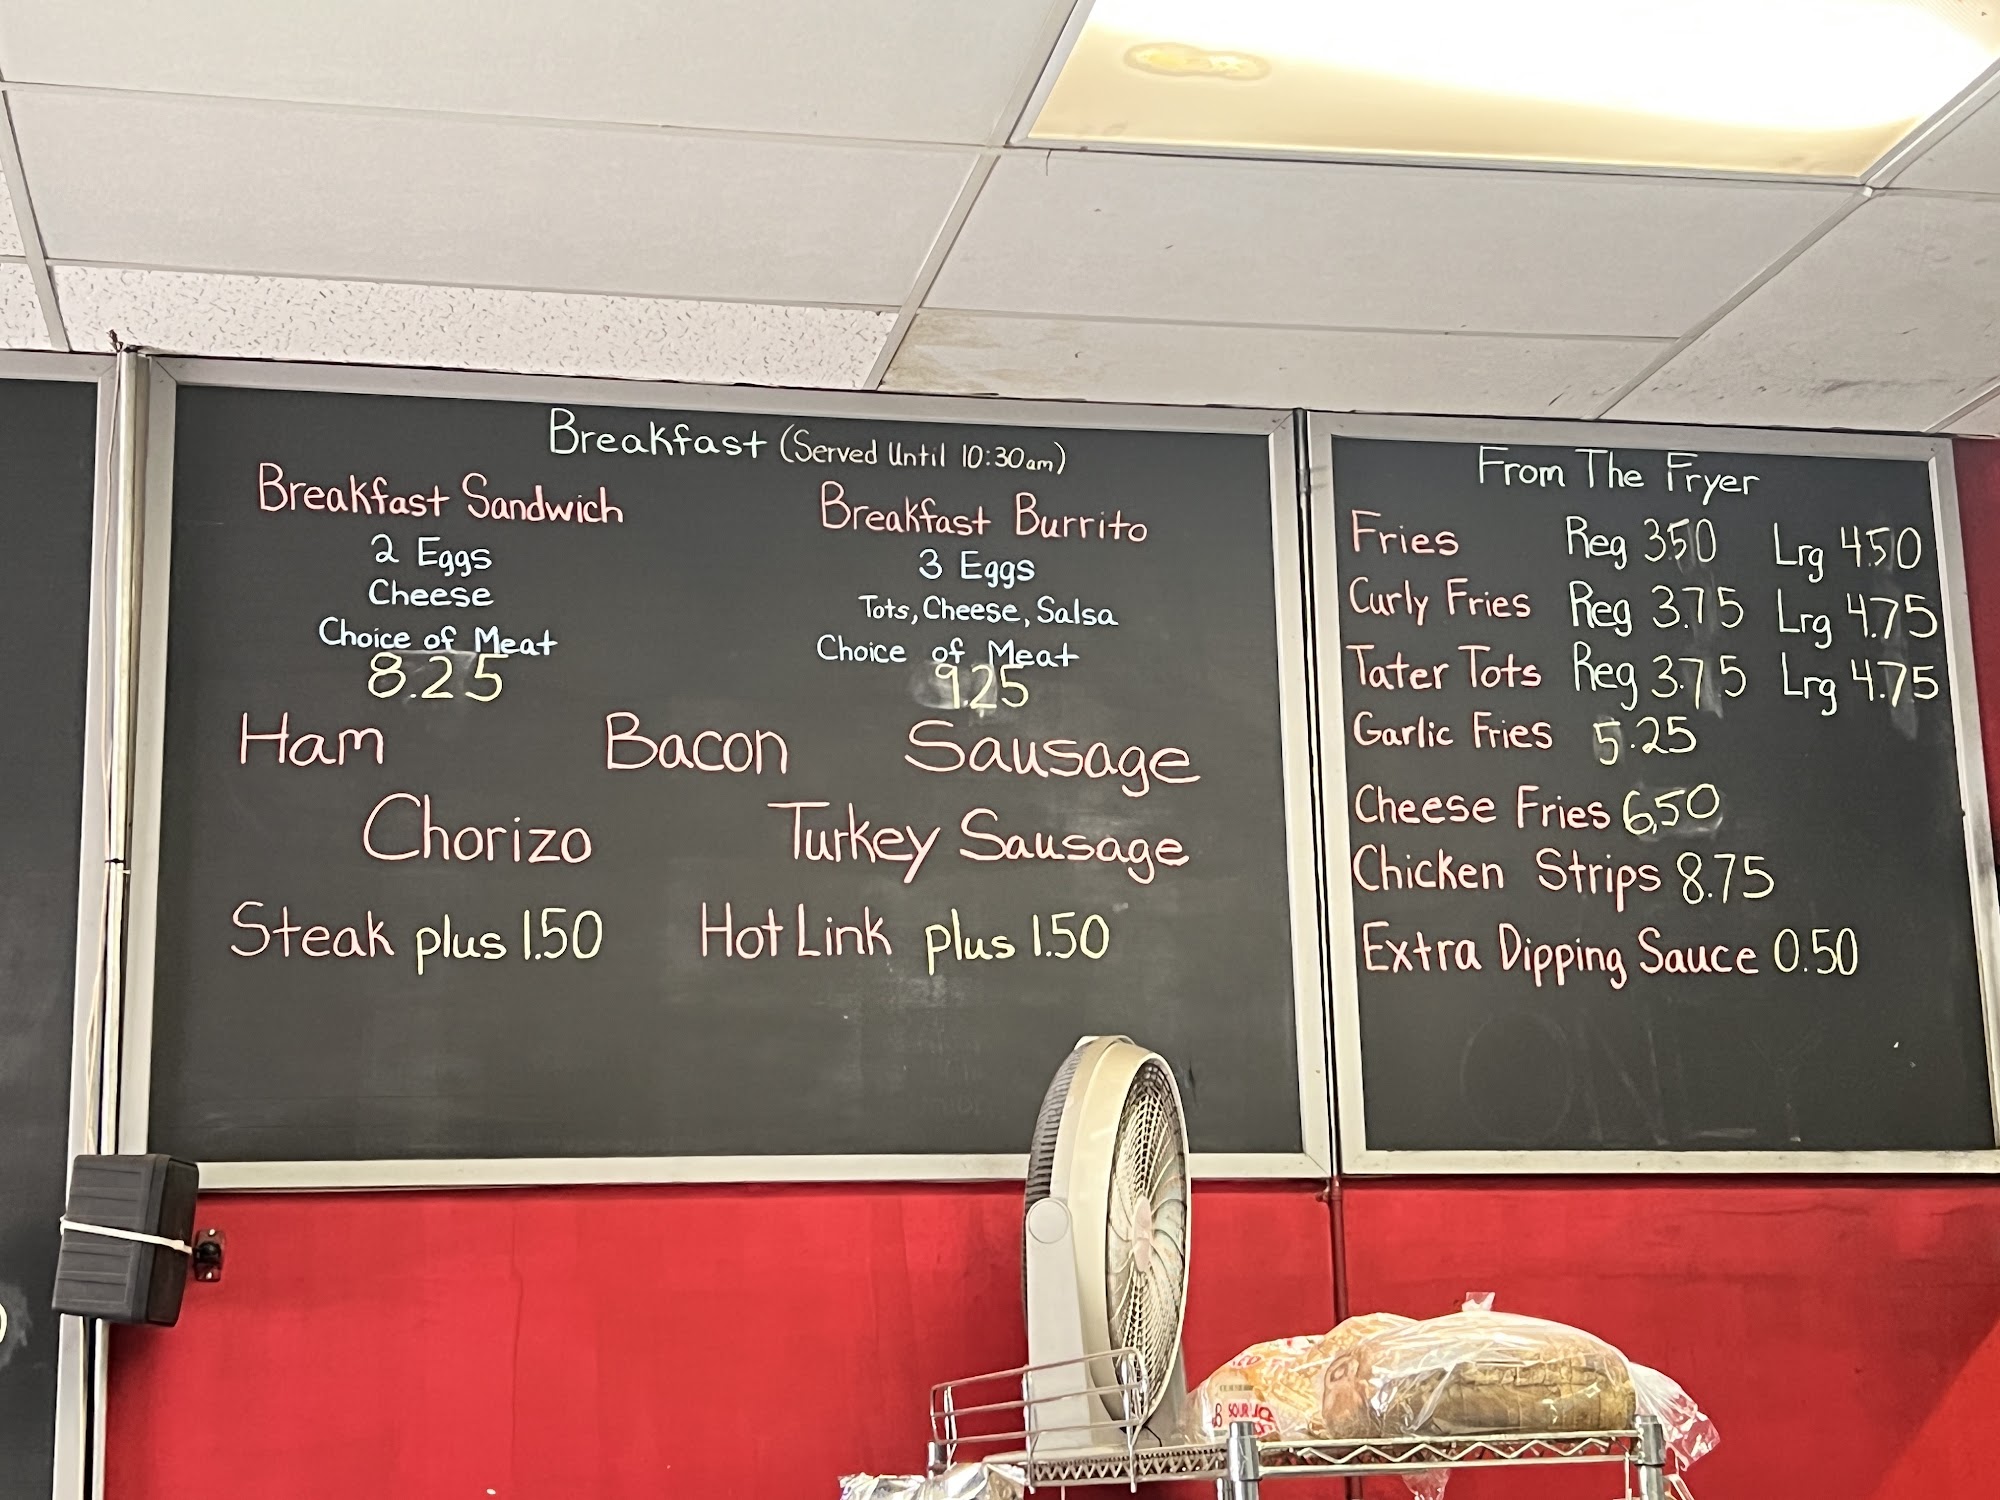 Breakfast (Served Until 10:30am)
Breakfast Sandwich
2 Eggs
Cheese
Choice of Meat
8.25
Breakfast Burrito
3 Eggs
Tots, Cheese, Salsa
Choice of Meat
9.25
Ham Bacon Sausage
Chorizo Turkey Sausage
Steak plus 1.50 Hot Link plus 1.50
From The Fryer
Fries Reg 3.50 Lrg 4.50
Curly Fries Reg 3.75 Lrg 4.75
Tater Tots Reg 3.75 Lrg 4.75
Garlic Fries 5.25
Cheese Fries 6.50
Chicken Strips 8.75
Extra Dipping Sauce 0.50